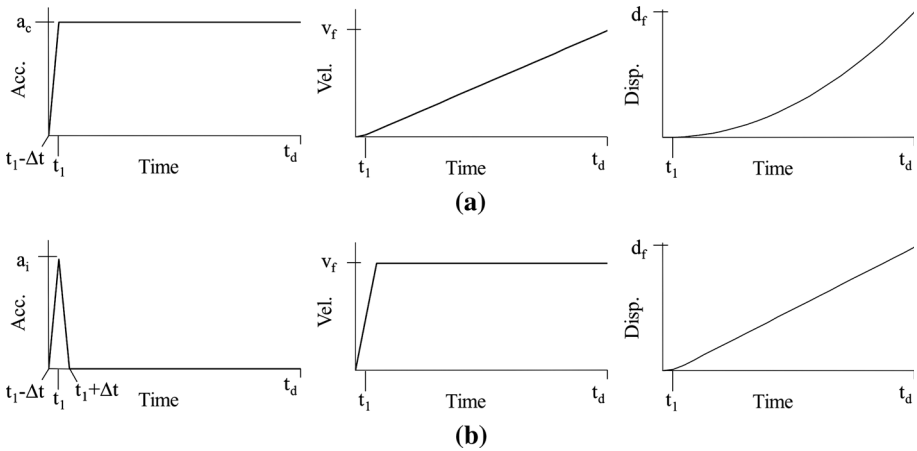 a_c
Acc.
t_1-Δt
t_1
Time
t_d
v_f
Vel.
t_1
Time
t_d
d_f
Disp.
t_1
Time
t_d
(a)
a_i
Acc.
t_1-Δt
t_1
t_1+Δt
Time
t_d
v_f
Vel.
t_1
Time
t_d
d_f
Disp.
t_1
Time
t_d
(b)